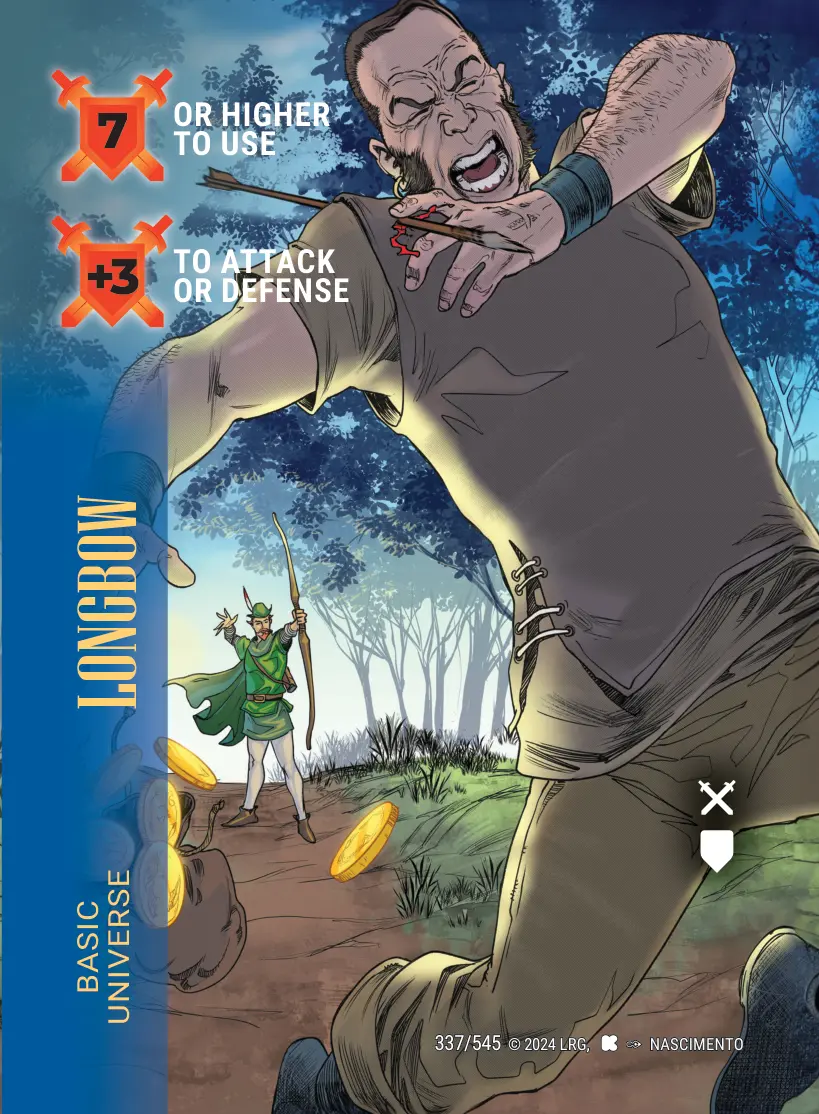 7
OR HIGHER
TO USE
+3
TO ATTACK
OR DEFENSE
LONGBOW
BASIC
UNIVERSE
337/545 © 2024 LRG, NASCIMENTO